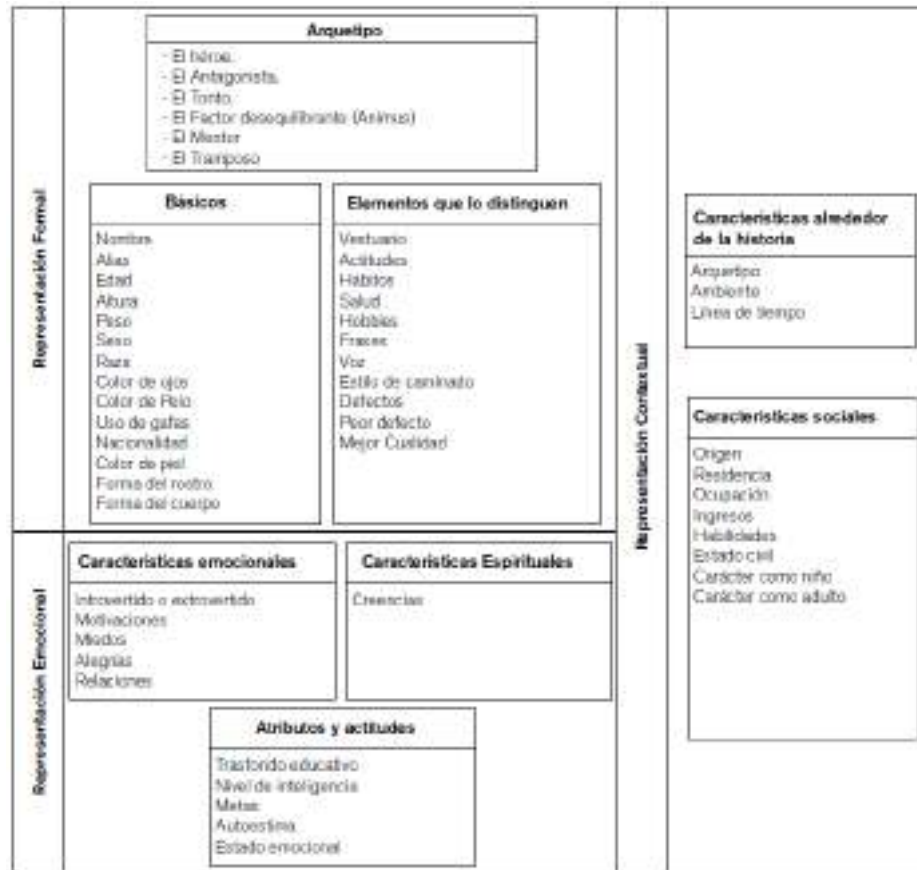 Representación Formal
Arquetipo
- El héroe.
- El Antagonista.
- El Tonto.
- El Factor desequilibrante (Animus)
- El Mentor
- El Tramposo
Básicos
Nombre
Alias
Edad
Altura
Peso
Sexo
Raza
Color de ojos
Color de Pelo
Uso de gafas
Nacionalidad
Color de piel
Forma del rostro
Forma del cuerpo
Elementos que lo distinguen
Vestuario
Actitudes
Hábitos
Salud
Hobbies
Frases
Voz
Estilo de caminado
Defectos
Peor defecto
Mejor Cualidad
Representación Emocional
Características emocionales
Introvertido o extrovertido
Motivaciones
Miedos
Alegrías
Relaciones
Características Espirituales
Creencias
Atributos y actitudes
Trasfondo educativo
Nivel de inteligencia
Metas
Autoestima
Estado emocional
Representación Contextual
Características alrededor
de la historia
Arquetipo
Ambiente
Línea de tiempo
Características sociales
Origen
Residencia
Ocupación
Ingresos
Habilidades
Estado civil
Carácter como niño
Carácter como adulto